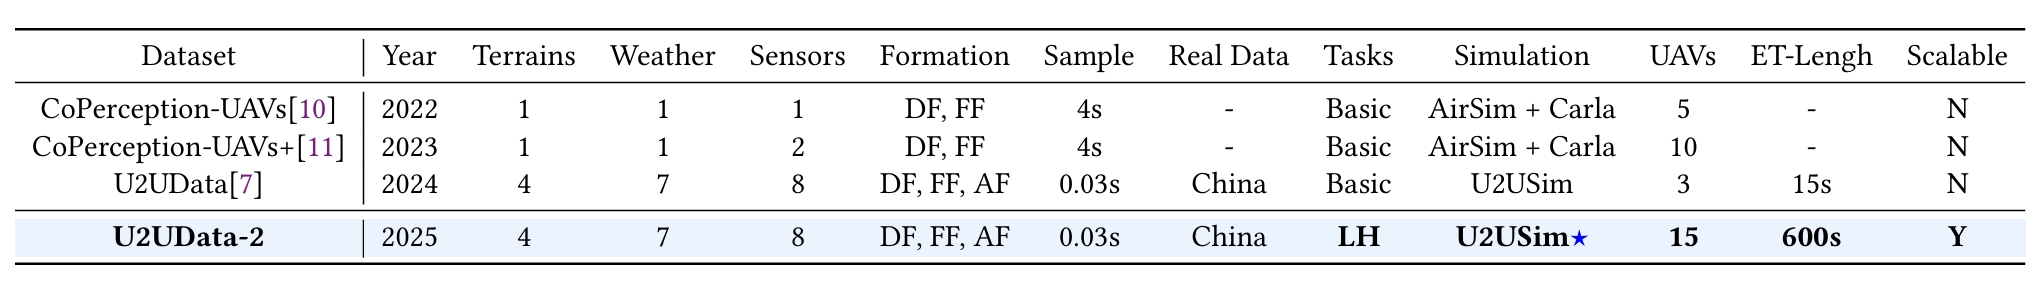 Dataset Year Terrains Weather Sensors Formation Sample Real Data Tasks Simulation UAVs ET-Lengh Scalable
CoPerception-UAVs[10] 2022 1 1 1 DF, FF 4s - Basic AirSim + Carla 5 - N
CoPerception-UAVs+[11] 2023 1 1 2 DF, FF 4s - Basic AirSim + Carla 10 - N
U2UData[7] 2024 4 7 8 DF, FF, AF 0.03s China Basic U2USim 3 15s N
U2UData-2 2025 4 7 8 DF, FF, AF 0.03s China LH U2USim★ 15 600s Y